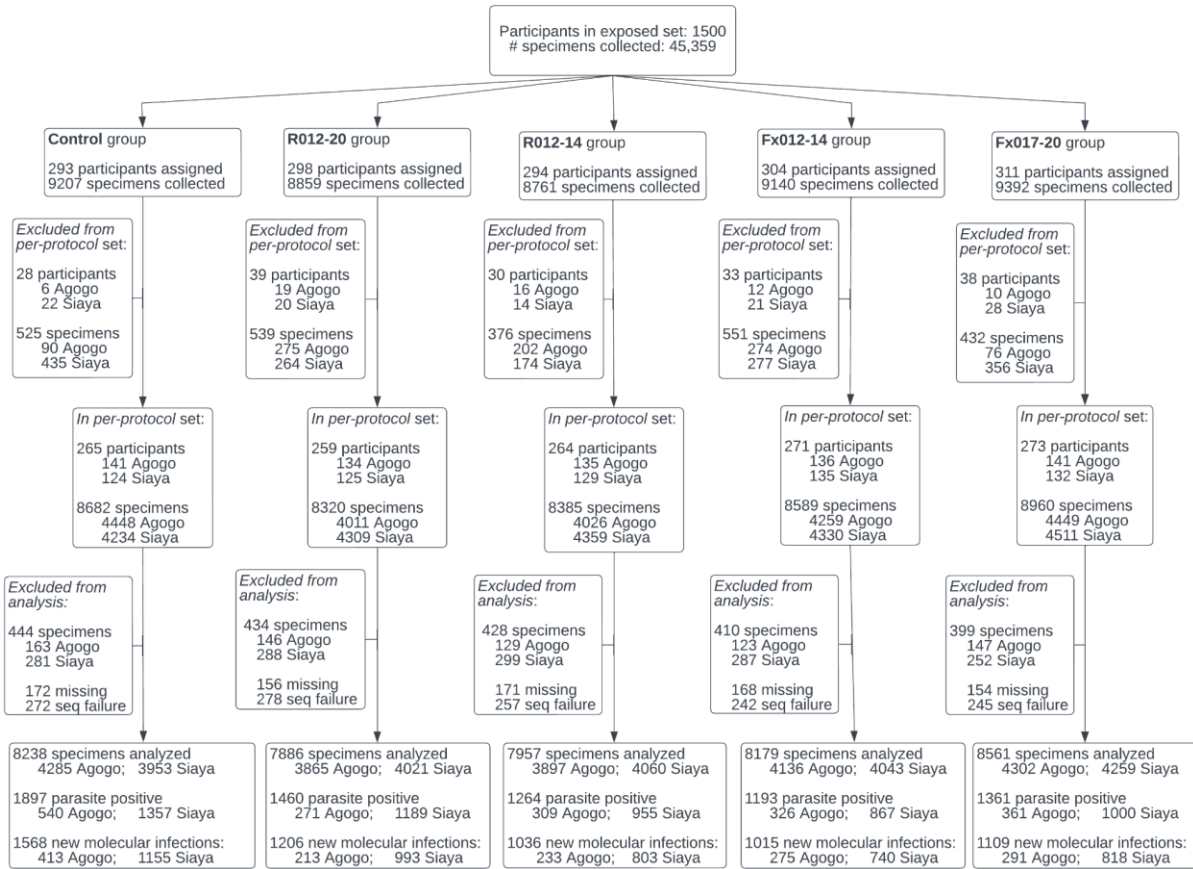 Participants in exposed set: 1500
# specimens collected: 45,359
Control group
293 participants assigned
9207 specimens collected
R012-20 group
298 participants assigned
8859 specimens collected
R012-14 group
294 participants assigned
8761 specimens collected
Fx012-14 group
304 participants assigned
9140 specimens collected
Fx017-20 group
311 participants assigned
9392 specimens collected
Excluded from
per-protocol set:
28 participants
6 Agogo
22 Siaya
525 specimens
90 Agogo
435 Siaya
Excluded from
per-protocol set:
39 participants
19 Agogo
20 Siaya
539 specimens
275 Agogo
264 Siaya
Excluded from
per-protocol set:
30 participants
16 Agogo
14 Siaya
376 specimens
202 Agogo
174 Siaya
Excluded from
per-protocol set:
33 participants
12 Agogo
21 Siaya
551 specimens
274 Agogo
277 Siaya
Excluded from
per-protocol set:
38 participants
10 Agogo
28 Siaya
432 specimens
76 Agogo
356 Siaya
In per-protocol set:
265 participants
141 Agogo
124 Siaya
8682 specimens
4448 Agogo
4234 Siaya
In per-protocol set:
259 participants
134 Agogo
125 Siaya
8320 specimens
4011 Agogo
4309 Siaya
In per-protocol set:
264 participants
135 Agogo
129 Siaya
8385 specimens
4026 Agogo
4359 Siaya
In per-protocol set:
271 participants
136 Agogo
135 Siaya
8589 specimens
4259 Agogo
4330 Siaya
In per-protocol set:
273 participants
141 Agogo
132 Siaya
8960 specimens
4449 Agogo
4511 Siaya
Excluded from
analysis:
444 specimens
163 Agogo
281 Siaya
172 missing
272 seq failure
Excluded from
analysis:
434 specimens
146 Agogo
288 Siaya
156 missing
278 seq failure
Excluded from
analysis:
428 specimens
129 Agogo
299 Siaya
171 missing
257 seq failure
Excluded from
analysis:
410 specimens
123 Agogo
287 Siaya
168 missing
242 seq failure
Excluded from
analysis:
399 specimens
147 Agogo
252 Siaya
154 missing
245 seq failure
8238 specimens analyzed
4285 Agogo; 3953 Siaya
1897 parasite positive
540 Agogo; 1357 Siaya
1568 new molecular infections:
413 Agogo; 1155 Siaya
7886 specimens analyzed
3865 Agogo; 4021 Siaya
1460 parasite positive
271 Agogo; 1189 Siaya
1206 new molecular infections:
213 Agogo; 993 Siaya
7957 specimens analyzed
3897 Agogo; 4060 Siaya
1264 parasite positive
309 Agogo; 955 Siaya
1036 new molecular infections:
233 Agogo; 803 Siaya
8179 specimens analyzed
4136 Agogo; 4043 Siaya
1193 parasite positive
326 Agogo; 867 Siaya
1015 new molecular infections:
275 Agogo; 740 Siaya
8561 specimens analyzed
4302 Agogo; 4259 Siaya
1361 parasite positive
361 Agogo; 1000 Siaya
1109 new molecular infections:
291 Agogo; 818 Siaya